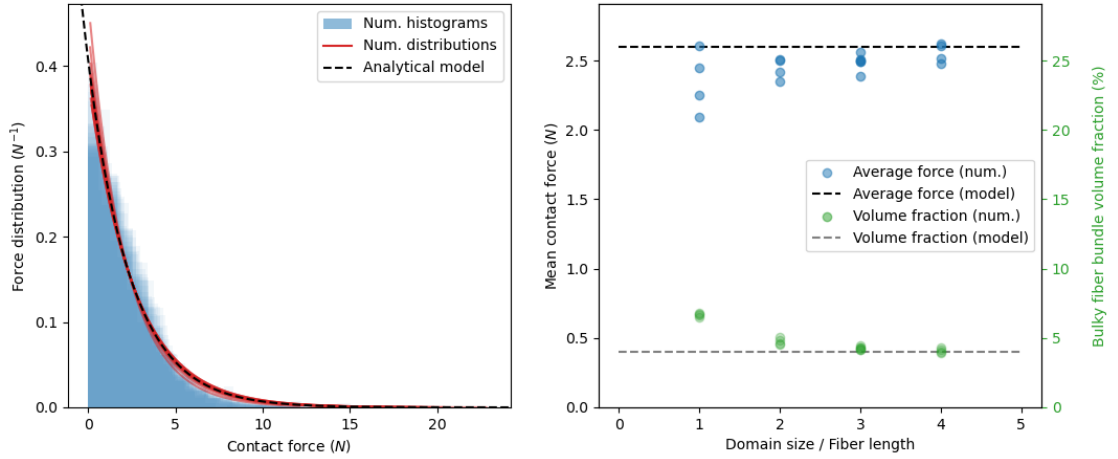 Force distribution (N⁻¹)
0.4
0.3
0.2
0.1
0.0
0
5
10
15
20
Contact force (N)
Num. histograms
Num. distributions
Analytical model
Mean contact force (N)
2.5
2.0
1.5
1.0
0.5
0.0
0
1
2
3
4
5
Domain size / Fiber length
Average force (num.)
Average force (model)
Volume fraction (num.)
Volume fraction (model)
25
20
15
10
5
0
Bulky fiber bundle volume fraction (%)